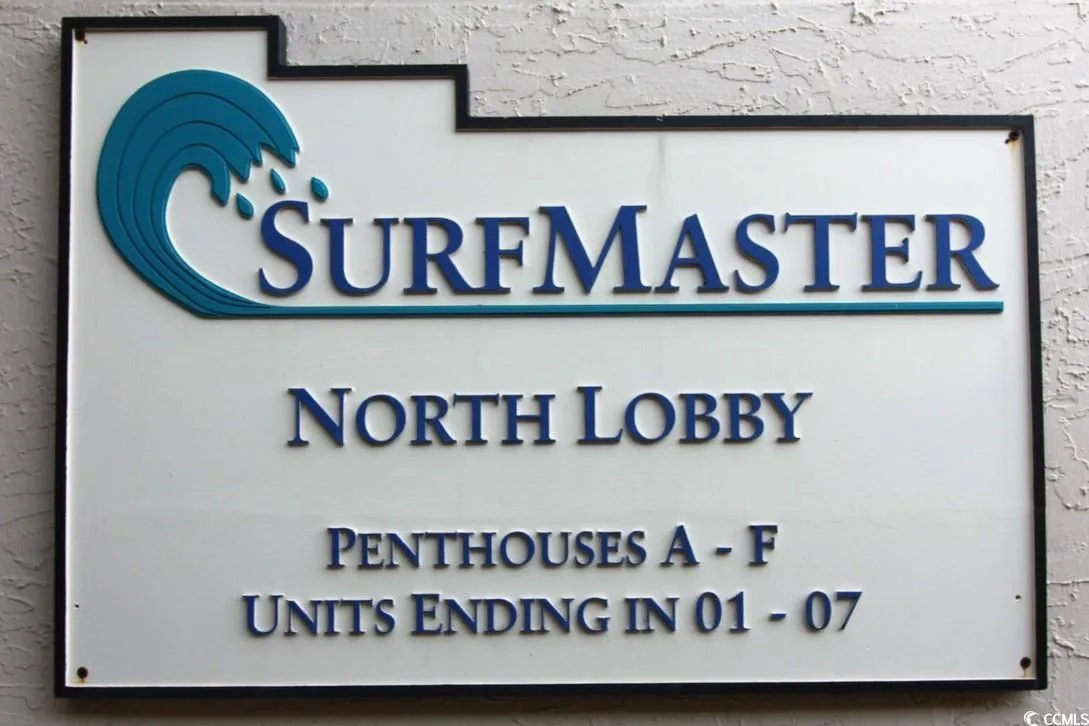 SURFMASTER
NORTH LOBBY
PENTHOUSES A - F
UNITS ENDING IN 01 - 07
CCMLS